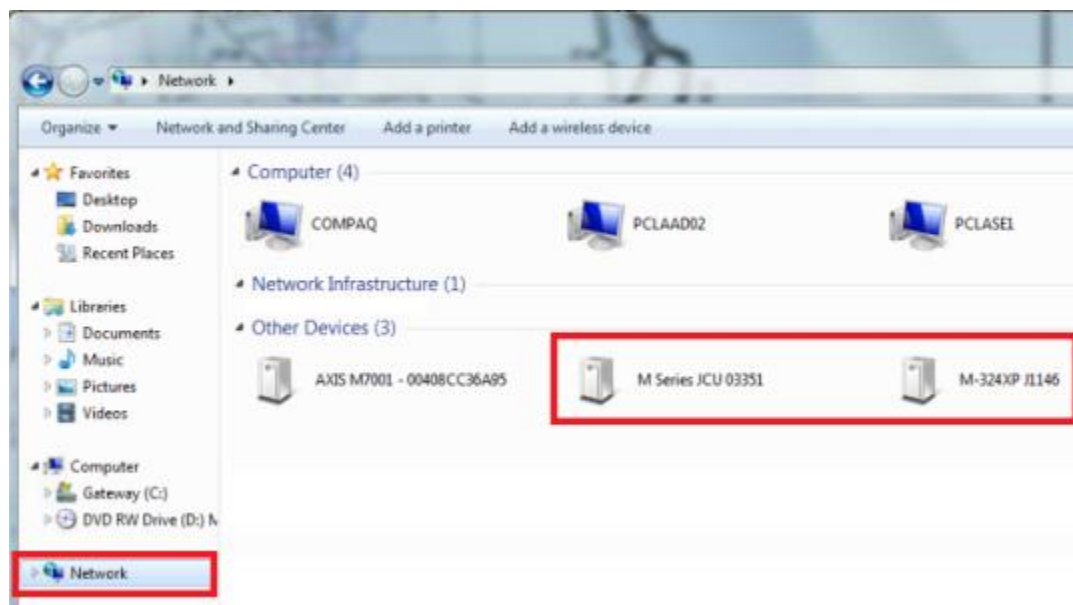 Network
Organize Network and Sharing Center Add a printer Add a wireless device
Favorites
Desktop
Downloads
Recent Places
Libraries
Documents
Music
Pictures
Videos
Computer
Gateway (C:)
DVD RW Drive (D:) M
Network
Computer (4)
COMPAQ PCLAAD02 PCLASE1
Network Infrastructure (1)
Other Devices (3)
AXIS M7001 - 00408CC36A95 M Series JCU 03351 M-324XP J1146